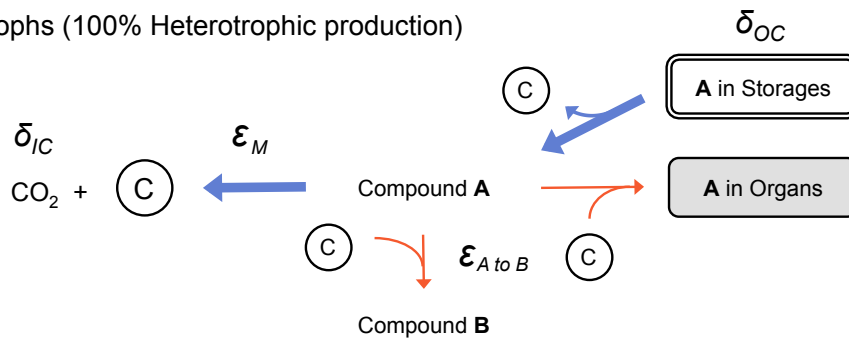 ophs (100% Heterotrophic production)
δOC
C
A in Storages
δIC
εM
CO2 + C
Compound A
A in Organs
C
εA to B
C
Compound B